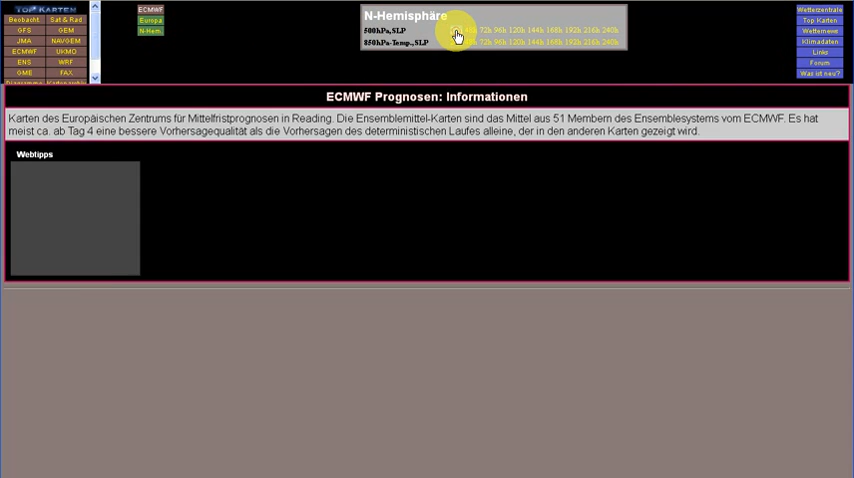 TOP KARTEN
Beobacht. Sat & Rad
GFS GEM
JMA NAVGEM
ECMWF UKMO
ENS WRF
GME FAX
ECMWF
Europa
N-Hem.
N-Hemisphäre
500hPa,SLP 48h 72h 96h 120h 144h 168h 192h 216h 240h
850hPa-Temp.,SLP 48h 72h 96h 120h 144h 168h 192h 216h 240h
Wetterzentrale
Top Karten
Wetternews
Klimadaten
Links
Forum
Was ist neu?
ECMWF Prognosen: Informationen
Karten des Europäischen Zentrums für Mittelfristprognosen in Reading. Die Ensemblemittel-Karten sind das Mittel aus 51 Membern des Ensemblesystems vom ECMWF. Es hat
meist ca. ab Tag 4 eine bessere Vorhersagequalität als die Vorhersagen des deterministischen Laufes alleine, der in den anderen Karten gezeigt wird.
Webtipps